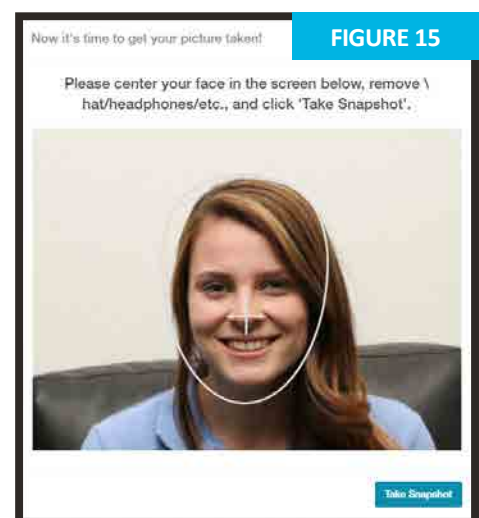 Now it's time to get your picture taken!
FIGURE 15
Please center your face in the screen below, remove \
hat/headphones/etc., and click 'Take Snapshot'.
Take Snapshot